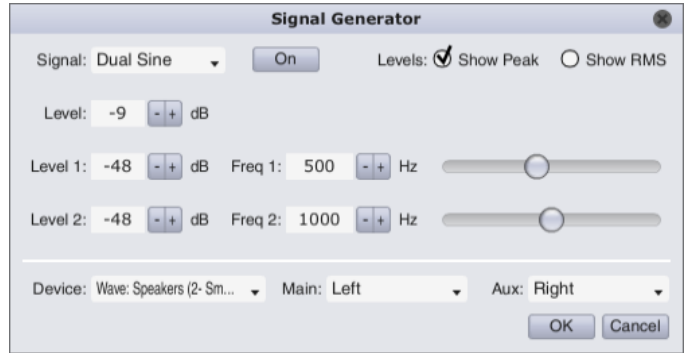 Signal Generator
Signal: Dual Sine On Levels: Show Peak Show RMS
Level: -9 - + dB
Level 1: -48 - + dB Freq 1: 500 - + Hz
Level 2: -48 - + dB Freq 2: 1000 - + Hz
Device: Wave: Speakers (2- Sm... Main: Left Aux: Right
OK Cancel